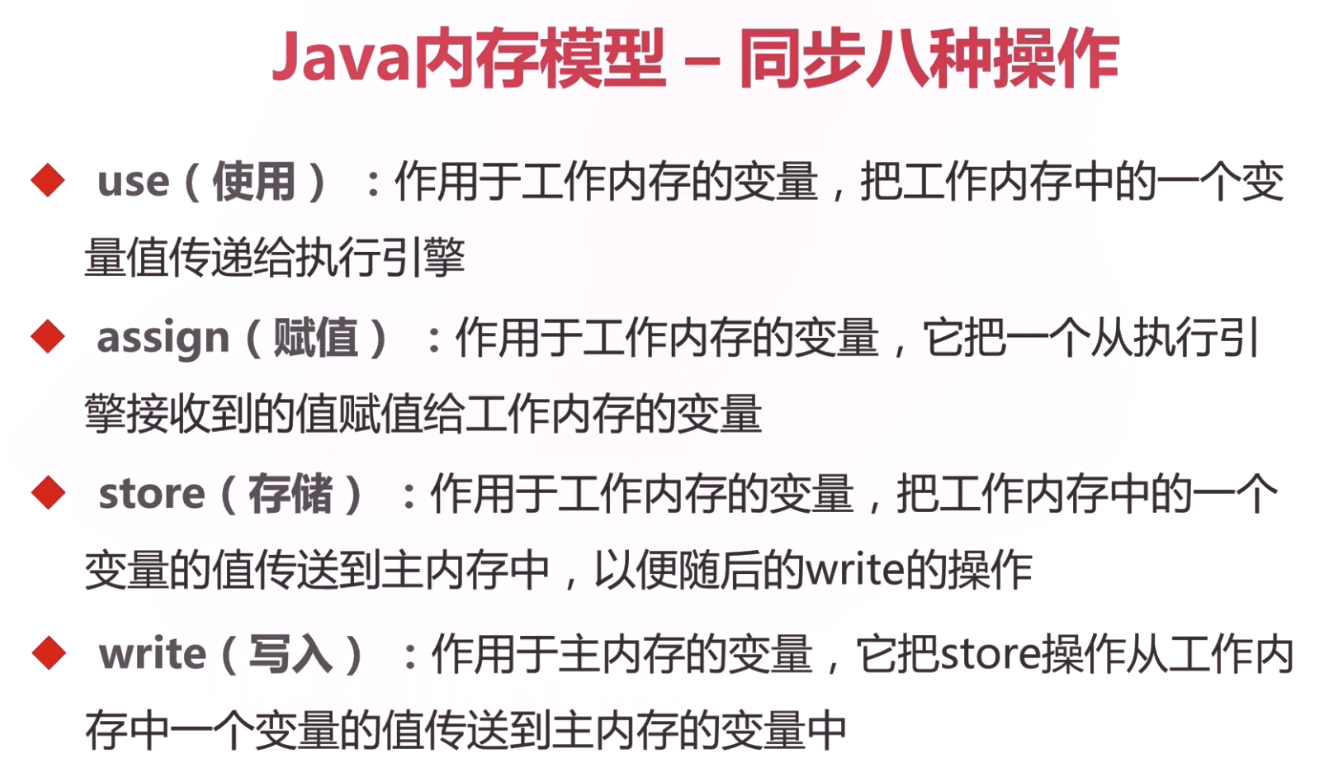 Java内存模型 – 同步八种操作
use（使用）：作用于工作内存的变量，把工作内存中的一个变
量值传递给执行引擎
assign（赋值）：作用于工作内存的变量，它把一个从执行引
擎接收到的值赋值给工作内存的变量
store（存储）：作用于工作内存的变量，把工作内存中的一个
变量的值传送到主内存中，以便随后的write的操作
write（写入）：作用于主内存的变量，它把store操作从工作内
存中一个变量的值传送到主内存的变量中